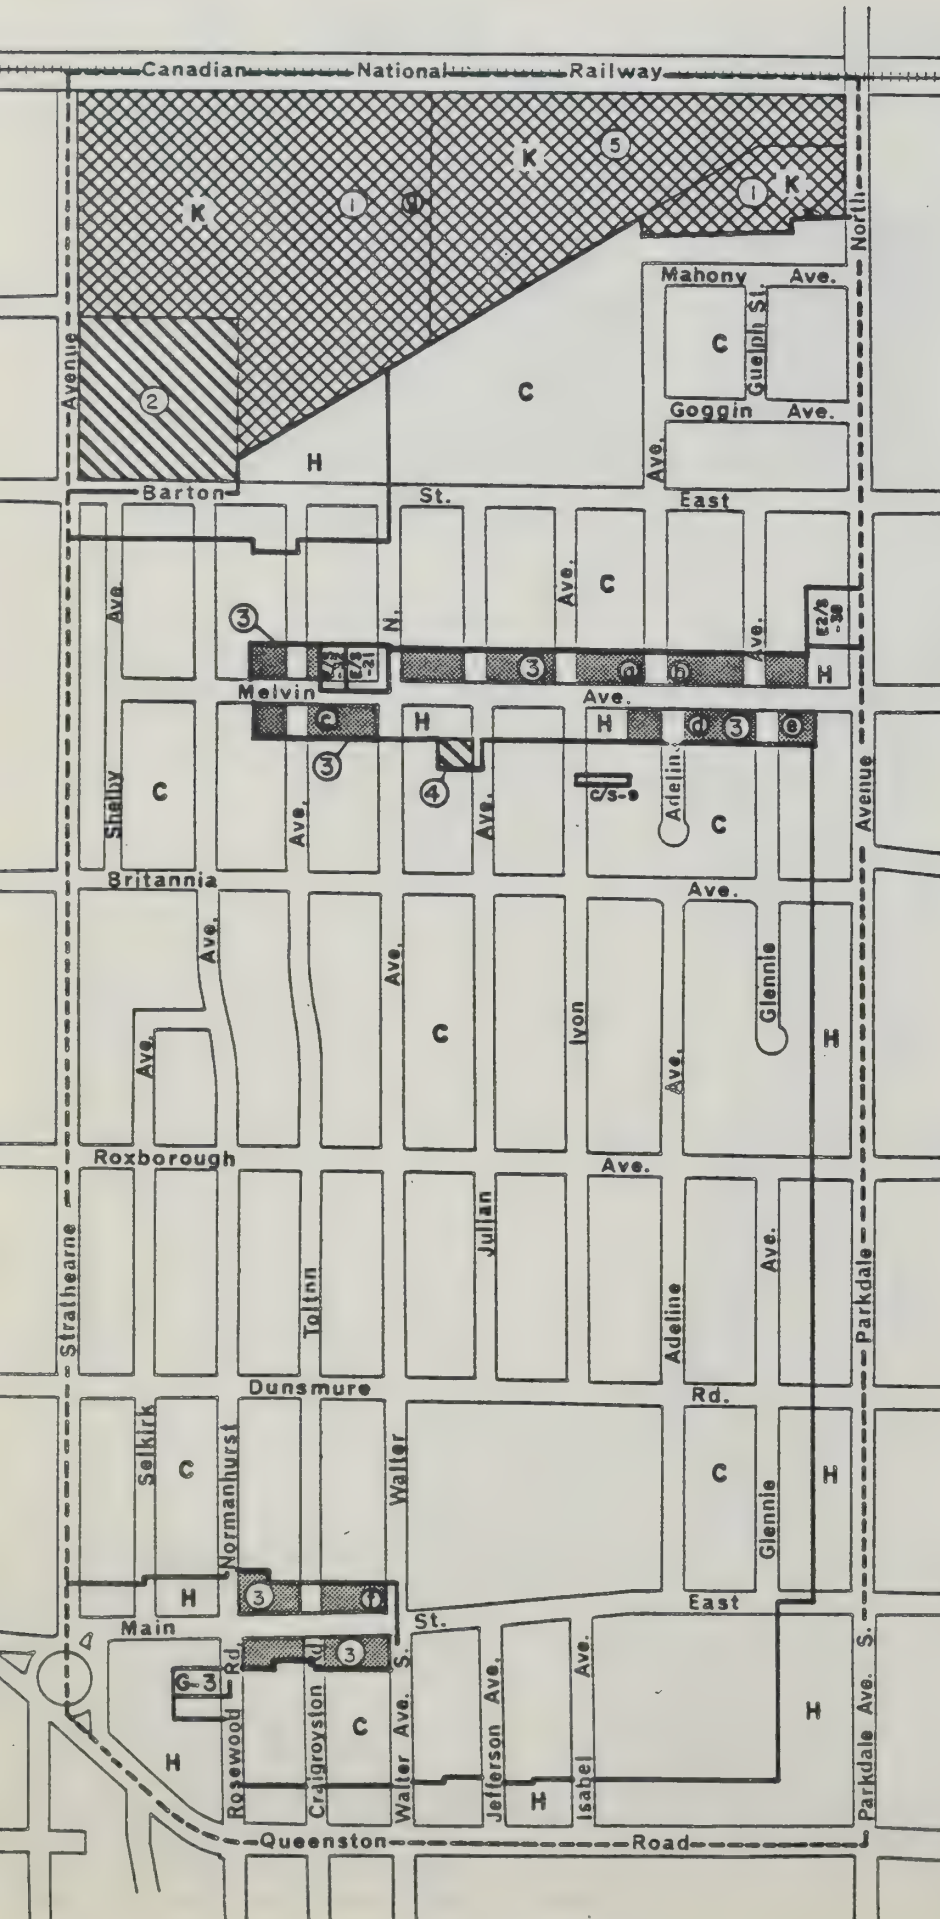 Canadian National Railway
K 5
K 1 g K
1
North
Mahony Ave.
Guelph St.
C
Avenue
2
C
Goggin Ave.
Ave.
H
Barton St. East
Ave.
Ave.
C
N.
3
Ave.
E2/S
-38
E/S
-21
3 a b
H
Melvin Ave.
c H H d 3 e
3
4
C/S-9
Adeline
C
Avenue
C
Shelby
Ave.
Ave.
Britannia Ave.
Ave.
Ave.
Glennie
C
Ivon
H
Ave.
Ave.
Roxborough Ave.
Julian
Ave.
Strathearne
Tolton
Adeline
Parkdale
Dunsmure Rd.
Selkirk
C
Normanhurst
Walter
C
H
Glennie
H
3 f
East
St.
Main
Rd.
Rd
3
S.
Ave.
S.
G-3
C
H
H
Rosewood
Craigroyston
Walter Ave.
Jefferson Ave.
H
Isabel
Parkdale Ave.
Queenston Road